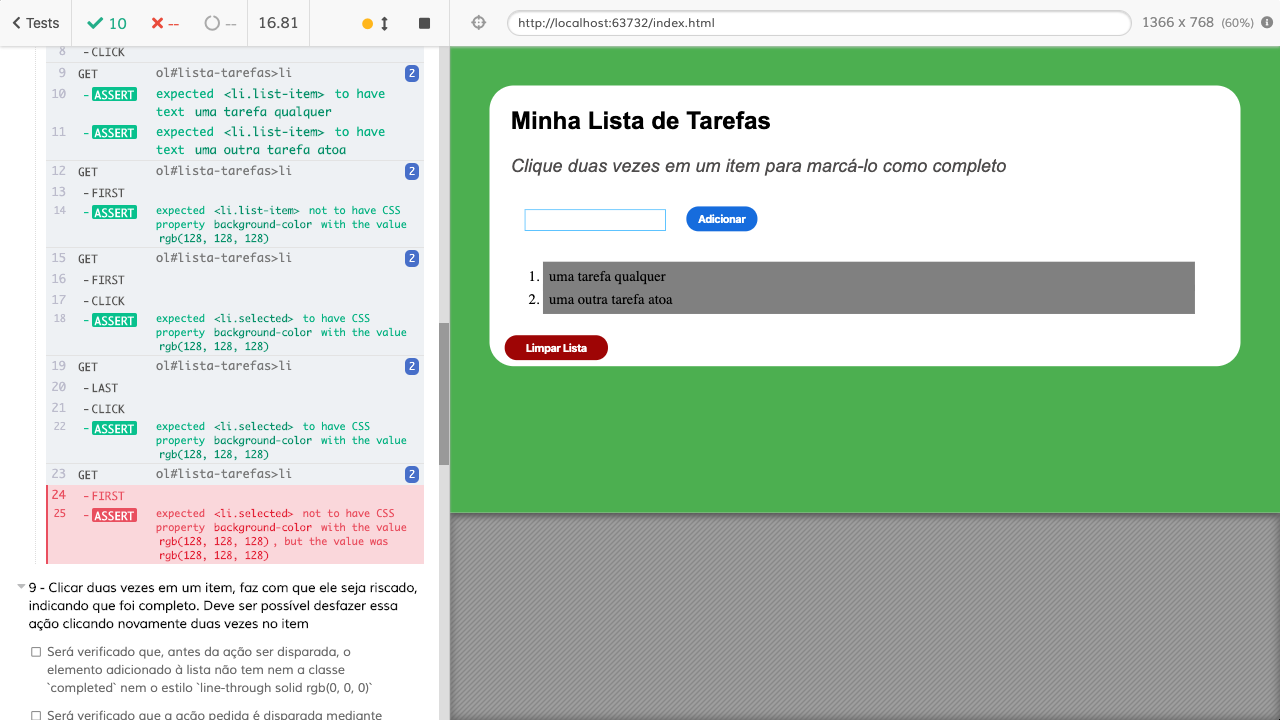 Tests
10
--
--
16.81
http://localhost:63732/index.html
1366 x 768 (60%)
8 -CLICK
9 GET ol#lista-tarefas>li 2
10 -ASSERT expected <li.list-item> to have
text uma tarefa qualquer
11 -ASSERT expected <li.list-item> to have
text uma outra tarefa atoa
12 GET ol#lista-tarefas>li 2
13 -FIRST
14 -ASSERT expected <li.list-item> not to have CSS
property background-color with the value
rgb(128, 128, 128)
15 GET ol#lista-tarefas>li 2
16 -FIRST
17 -CLICK
18 -ASSERT expected <li.selected> to have CSS
property background-color with the value
rgb(128, 128, 128)
19 GET ol#lista-tarefas>li 2
20 -LAST
21 -CLICK
22 -ASSERT expected <li.selected> to have CSS
property background-color with the value
rgb(128, 128, 128)
23 GET ol#lista-tarefas>li 2
24 -FIRST
25 -ASSERT expected <li.selected> not to have CSS
property background-color with the value
rgb(128, 128, 128), but the value was
rgb(128, 128, 128)
9 - Clicar duas vezes em um item, faz com que ele seja riscado,
indicando que foi completo. Deve ser possível desfazer essa
ação clicando novamente duas vezes no item
Será verificado que, antes da ação ser disparada, o
elemento adicionado à lista não tem nem a classe
`completed` nem o estilo `line-through solid rgb(0, 0, 0)`
Será verificado que a ação pedida é disparada mediante
Minha Lista de Tarefas
Clique duas vezes em um item para marcá-lo como completo
Adicionar
1. uma tarefa qualquer
2. uma outra tarefa atoa
Limpar Lista